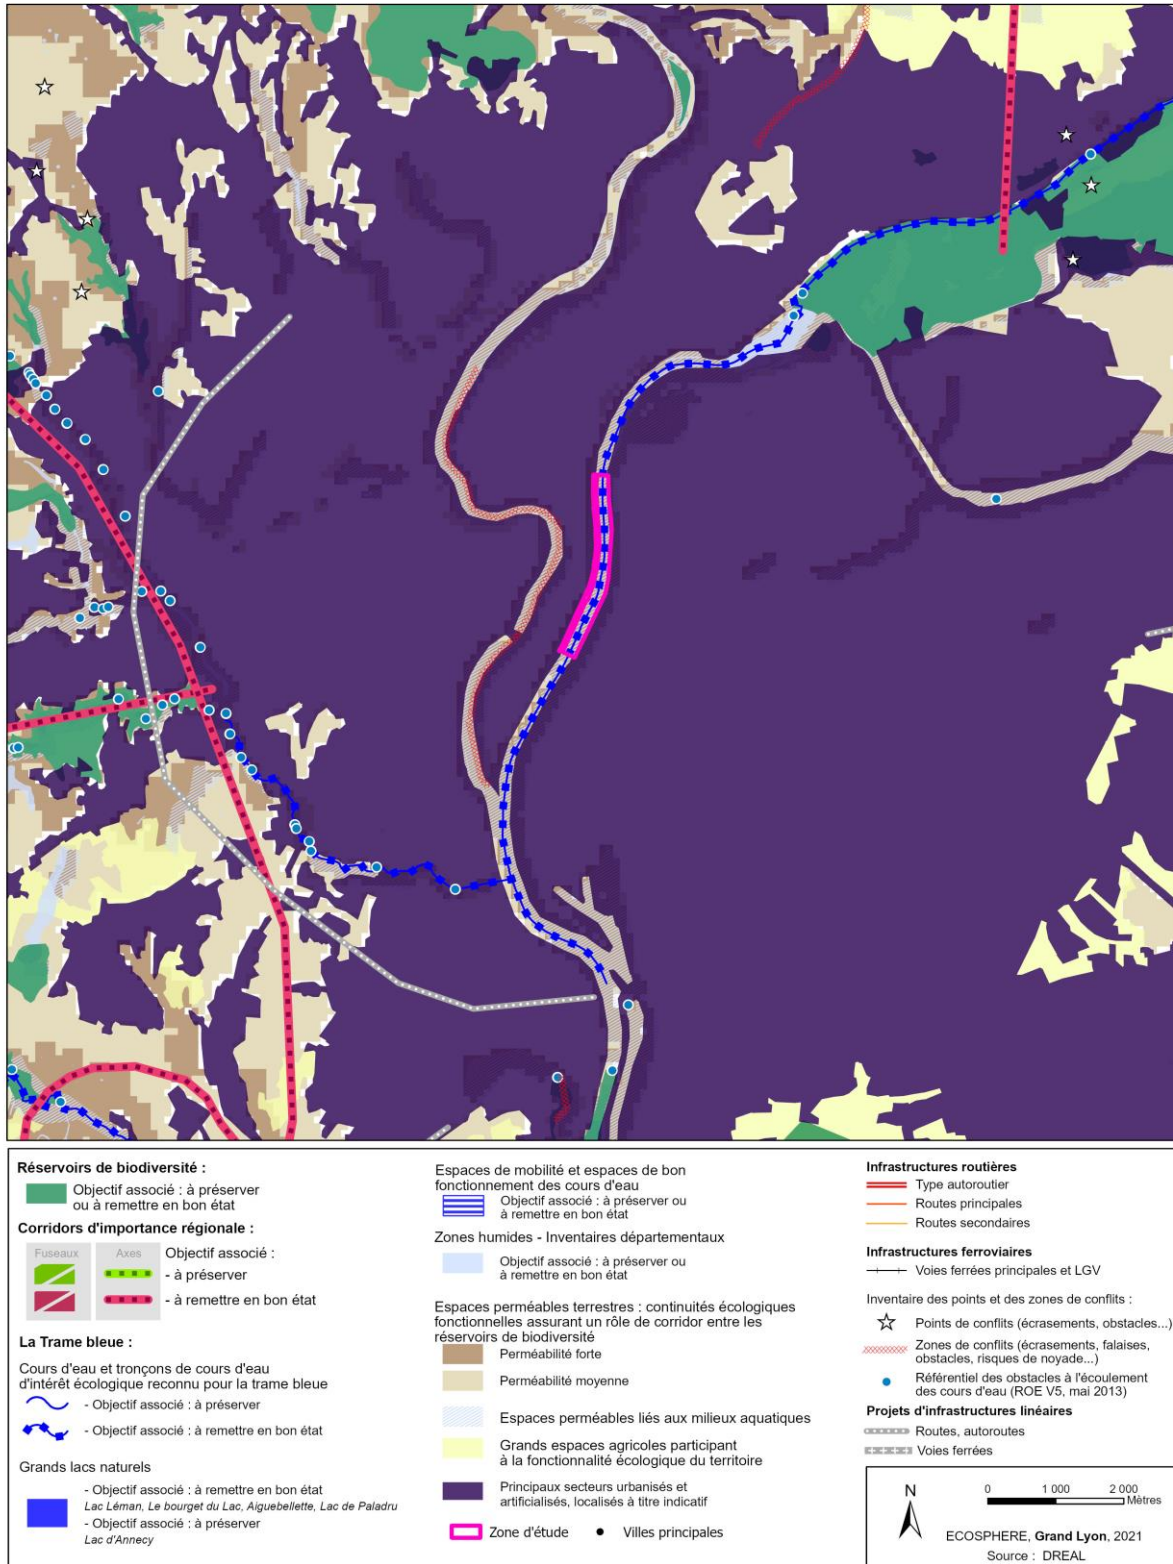 Réservoirs de biodiversité :
Objectif associé : à préserver
ou à remettre en bon état
Corridors d'importance régionale :
Fuseaux
Axes
Objectif associé :
- à préserver
- à remettre en bon état
La Trame bleue :
Cours d'eau et tronçons de cours d'eau
d'intérêt écologique reconnu pour la trame bleue
- Objectif associé : à préserver
- Objectif associé : à remettre en bon état
Grands lacs naturels
- Objectif associé : à remettre en bon état
Lac Léman, Le bourget du Lac, Aiguebellette, Lac de Paladru
- Objectif associé : à préserver
Lac d'Annecy
Espaces de mobilité et espaces de bon
fonctionnement des cours d'eau
Objectif associé : à préserver ou
à remettre en bon état
Zones humides - Inventaires départementaux
Objectif associé : à préserver ou
à remettre en bon état
Espaces perméables terrestres : continuités écologiques
fonctionnelles assurant un rôle de corridor entre les
réservoirs de biodiversité
Perméabilité forte
Perméabilité moyenne
Espaces perméables liés aux milieux aquatiques
Grands espaces agricoles participant
à la fonctionnalité écologique du territoire
Principaux secteurs urbanisés et
artificialisés, localisés à titre indicatif
Zone d'étude
Villes principales
Infrastructures routières
Type autoroutier
Routes principales
Routes secondaires
Infrastructures ferroviaires
Voies ferrées principales et LGV
Inventaire des points et des zones de conflits :
Points de conflits (écrasements, obstacles...)
Zones de conflits (écrasements, falaises,
obstacles, risques de noyade...)
Référentiel des obstacles à l'écoulement
des cours d'eau (ROE V5, mai 2013)
Projets d'infrastructures linéaires
Routes, autoroutes
Voies ferrées
N
0 1 000 2 000
Mètres
ECOSPHERE, Grand Lyon, 2021
Source : DREAL